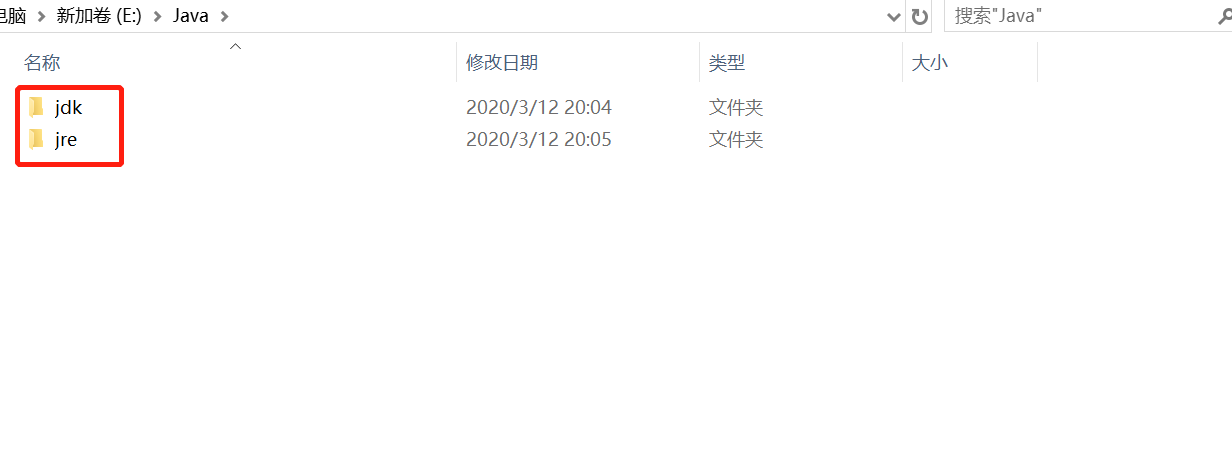 电脑 新加卷 (E:) Java 搜索"Java"
名称 修改日期 类型 大小
jdk 2020/3/12 20:04 文件夹
jre 2020/3/12 20:05 文件夹